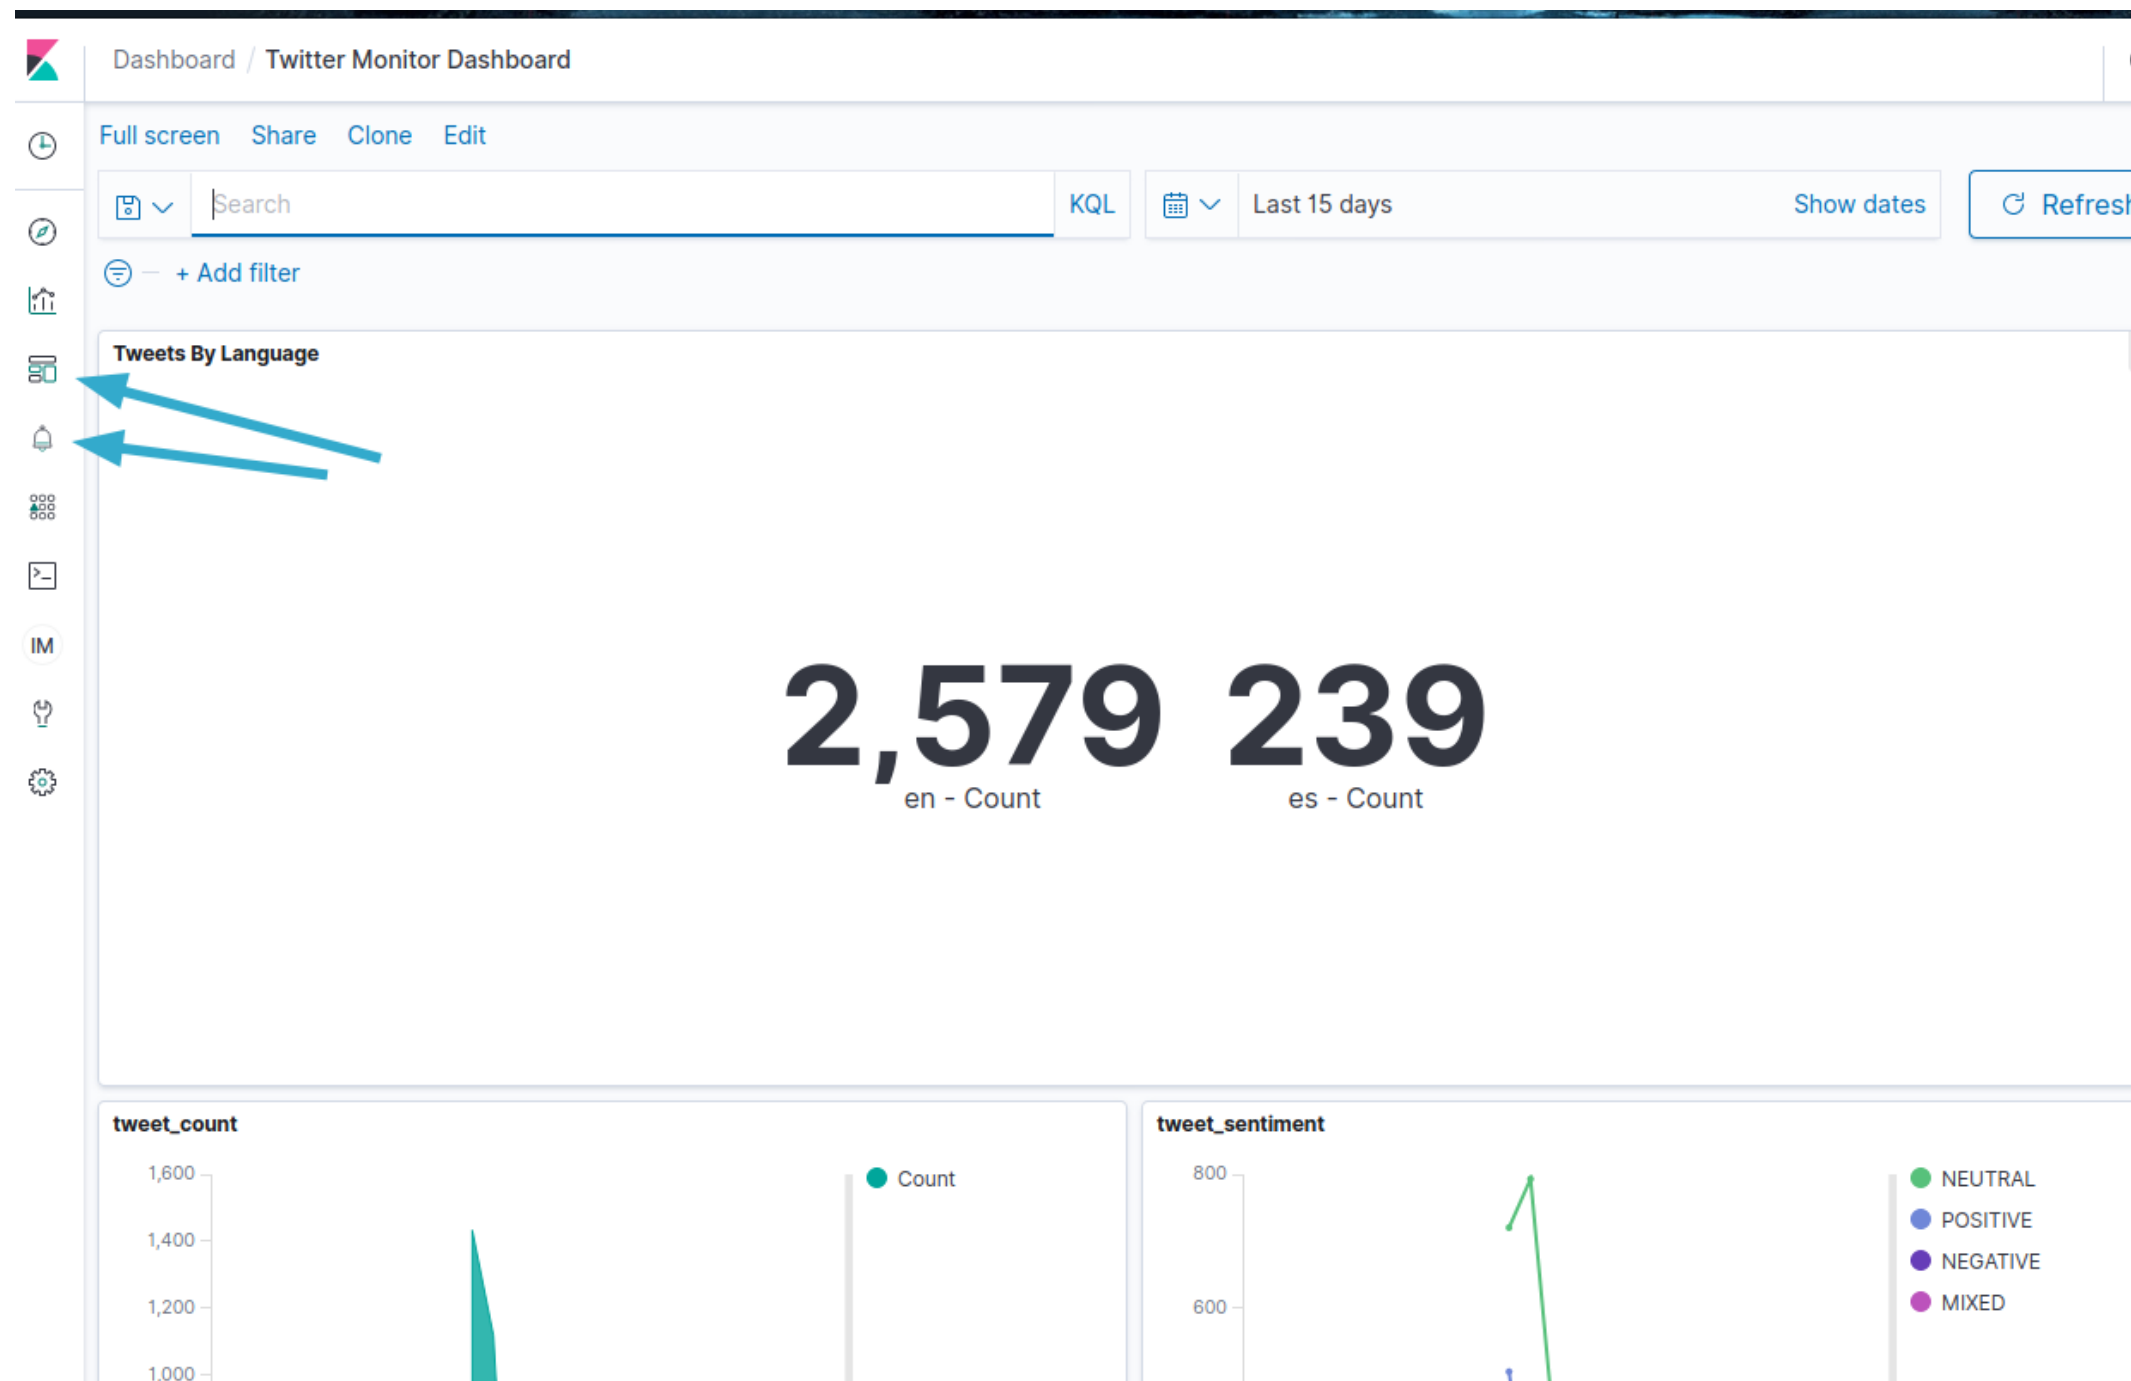 Dashboard / Twitter Monitor Dashboard
Full screen Share Clone Edit
Search KQL Last 15 days Show dates Refresh
+ Add filter
Tweets By Language
IM
2,579 239
en - Count es - Count
tweet_count tweet_sentiment
1,600 Count 800 NEUTRAL
POSITIVE
1,400
NEGATIVE
1,200 600 MIXED
1,000